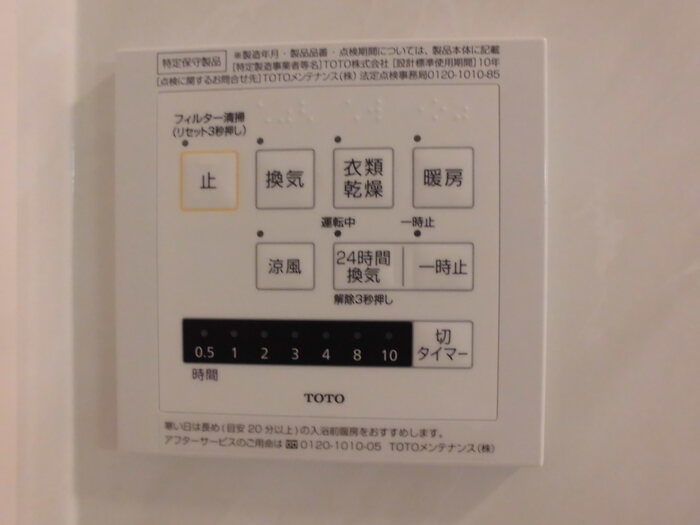 特定保守製品
※製造年月・製品品番・点検期間については、製品本体に記載
[特定製造事業者等名]TOTO株式会社 [設計標準使用期間]10年
[点検に関するお問合せ先]TOTOメンテナンス(株) 法定点検事務局0120-1010-85
フィルター清掃
(リセット3秒押し)
止
換気
衣類
乾燥
暖房
運転中
一時止
涼風
24時間
換気
一時止
解除3秒押し
0.5 1 2 3 4 8 10
切
タイマー
時間
TOTO
寒い日は長め(目安20分以上)の入浴前暖房をおすすめします。
アフターサービスのご用命は 0120-1010-05 TOTOメンテナンス(株)